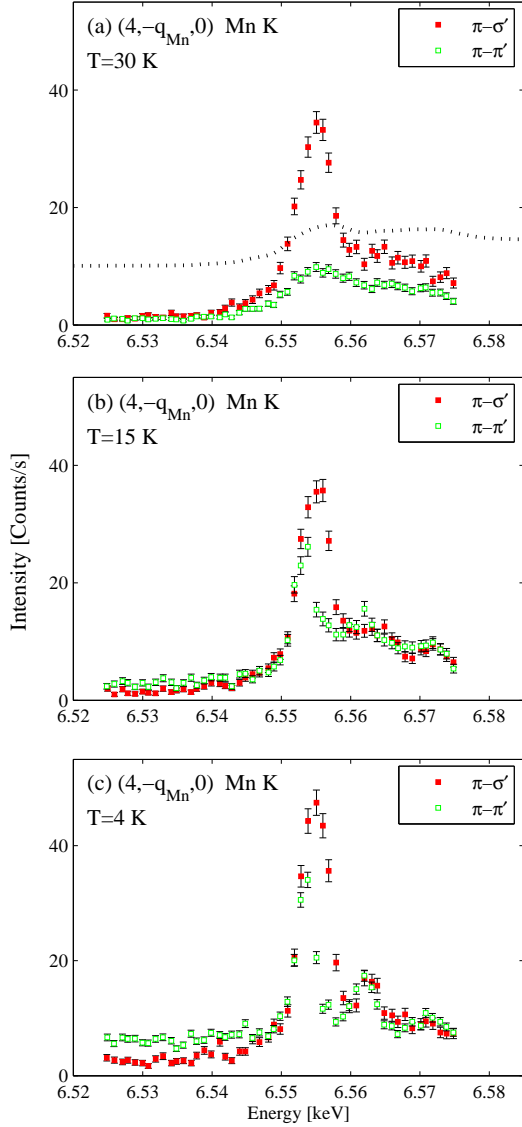 (a) (4,−q_Mn,0) Mn K
T=30 K
π−σ′
π−π′
40
20
0
6.52 6.53 6.54 6.55 6.56 6.57 6.58
(b) (4,−q_Mn,0) Mn K
T=15 K
π−σ′
π−π′
40
20
0
6.52 6.53 6.54 6.55 6.56 6.57 6.58
Intensity [Counts/s]
(c) (4,−q_Mn,0) Mn K
T=4 K
π−σ′
π−π′
40
20
0
6.52 6.53 6.54 6.55 6.56 6.57 6.58
Energy [keV]